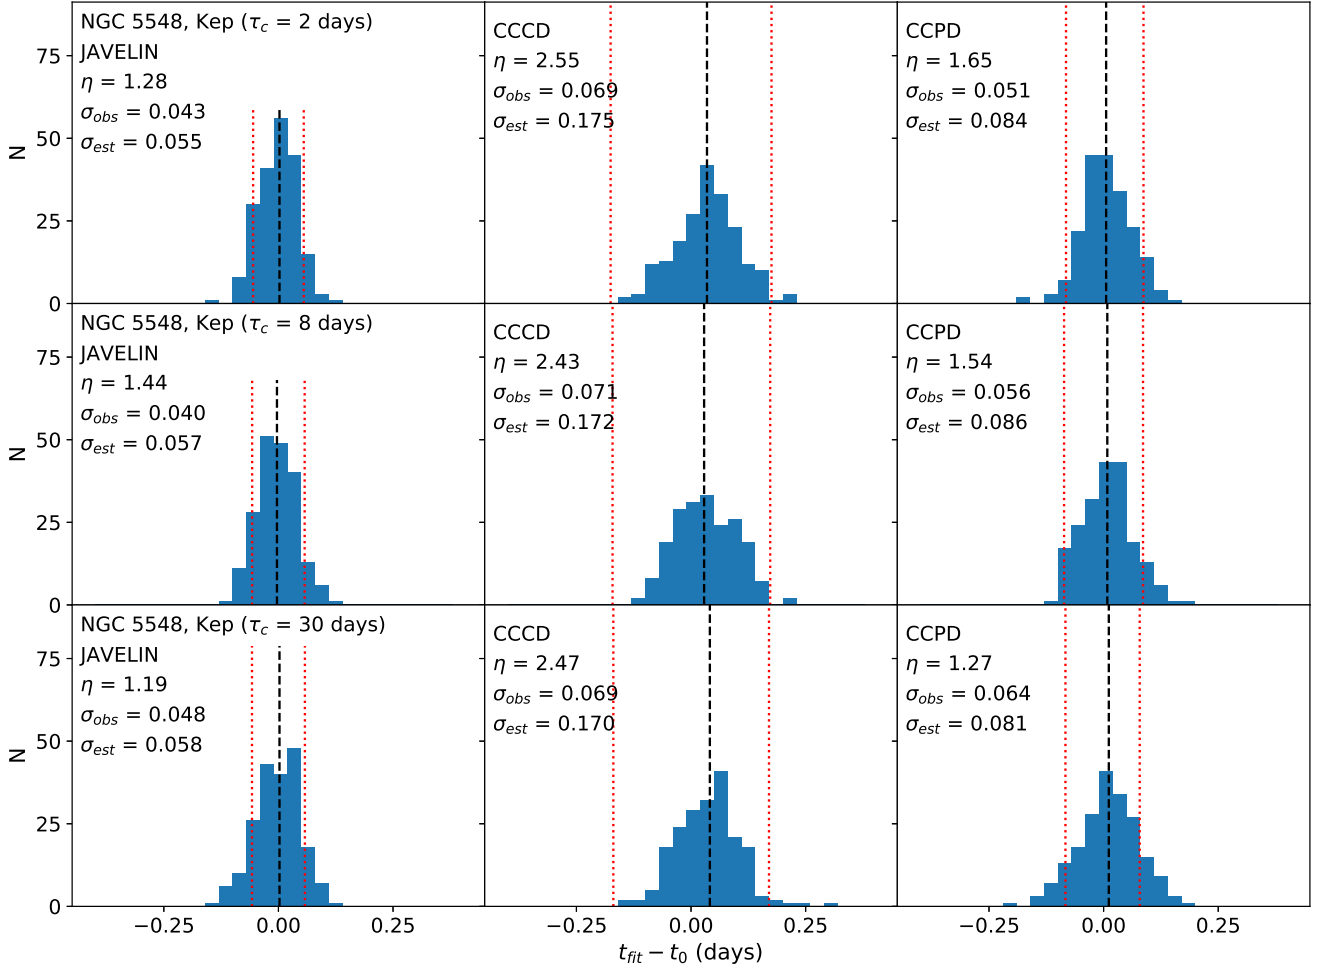 NGC 5548, Kep (τc = 2 days)
JAVELIN
η = 1.28
σobs = 0.043
σest = 0.055
CCCD
η = 2.55
σobs = 0.069
σest = 0.175
CCPD
η = 1.65
σobs = 0.051
σest = 0.084
75
50
25
0
N
NGC 5548, Kep (τc = 8 days)
JAVELIN
η = 1.44
σobs = 0.040
σest = 0.057
CCCD
η = 2.43
σobs = 0.071
σest = 0.172
CCPD
η = 1.54
σobs = 0.056
σest = 0.086
75
50
25
0
N
NGC 5548, Kep (τc = 30 days)
JAVELIN
η = 1.19
σobs = 0.048
σest = 0.058
CCCD
η = 2.47
σobs = 0.069
σest = 0.170
CCPD
η = 1.27
σobs = 0.064
σest = 0.081
75
50
25
0
N
−0.25 0.00 0.25 −0.25 0.00 0.25 −0.25 0.00 0.25
tfit − t0 (days)